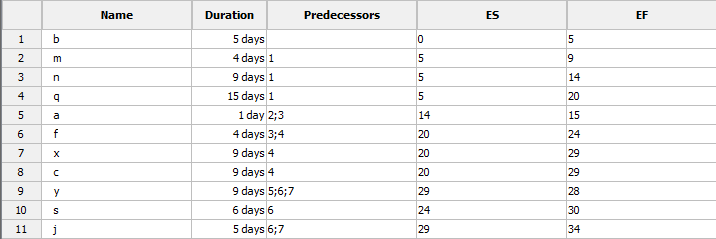 Name Duration Predecessors ES EF
1 b 5 days 0 5
2 m 4 days 1 5 9
3 n 9 days 1 5 14
4 q 15 days 1 5 20
5 a 1 day 2;3 14 15
6 f 4 days 3;4 20 24
7 x 9 days 4 20 29
8 c 9 days 4 20 29
9 y 9 days 5;6;7 29 28
10 s 6 days 6 24 30
11 j 5 days 6;7 29 34